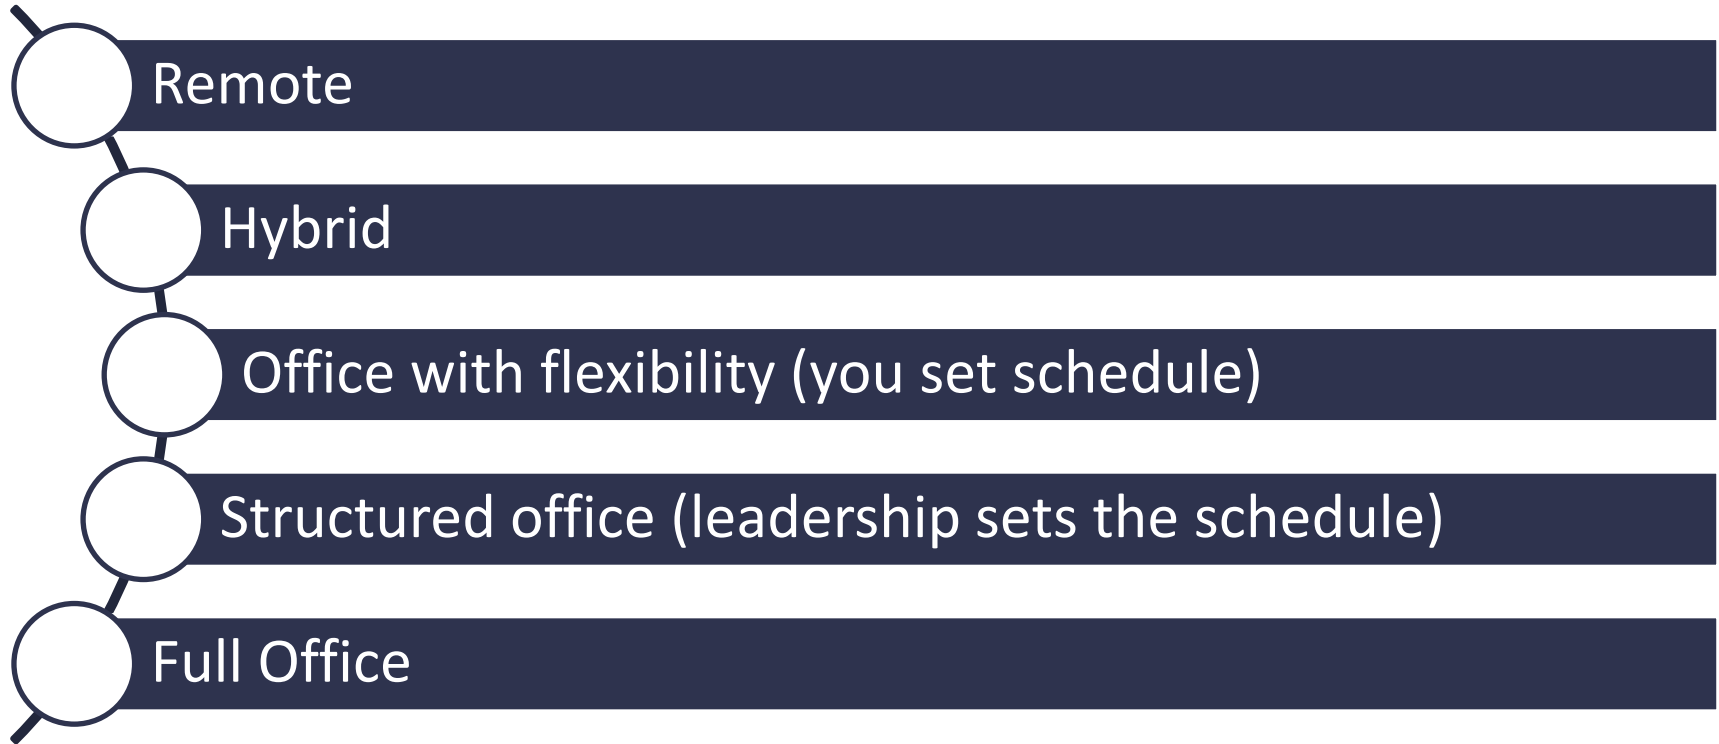 Remote
Hybrid
Office with flexibility (you set schedule)
Structured office (leadership sets the schedule)
Full Office